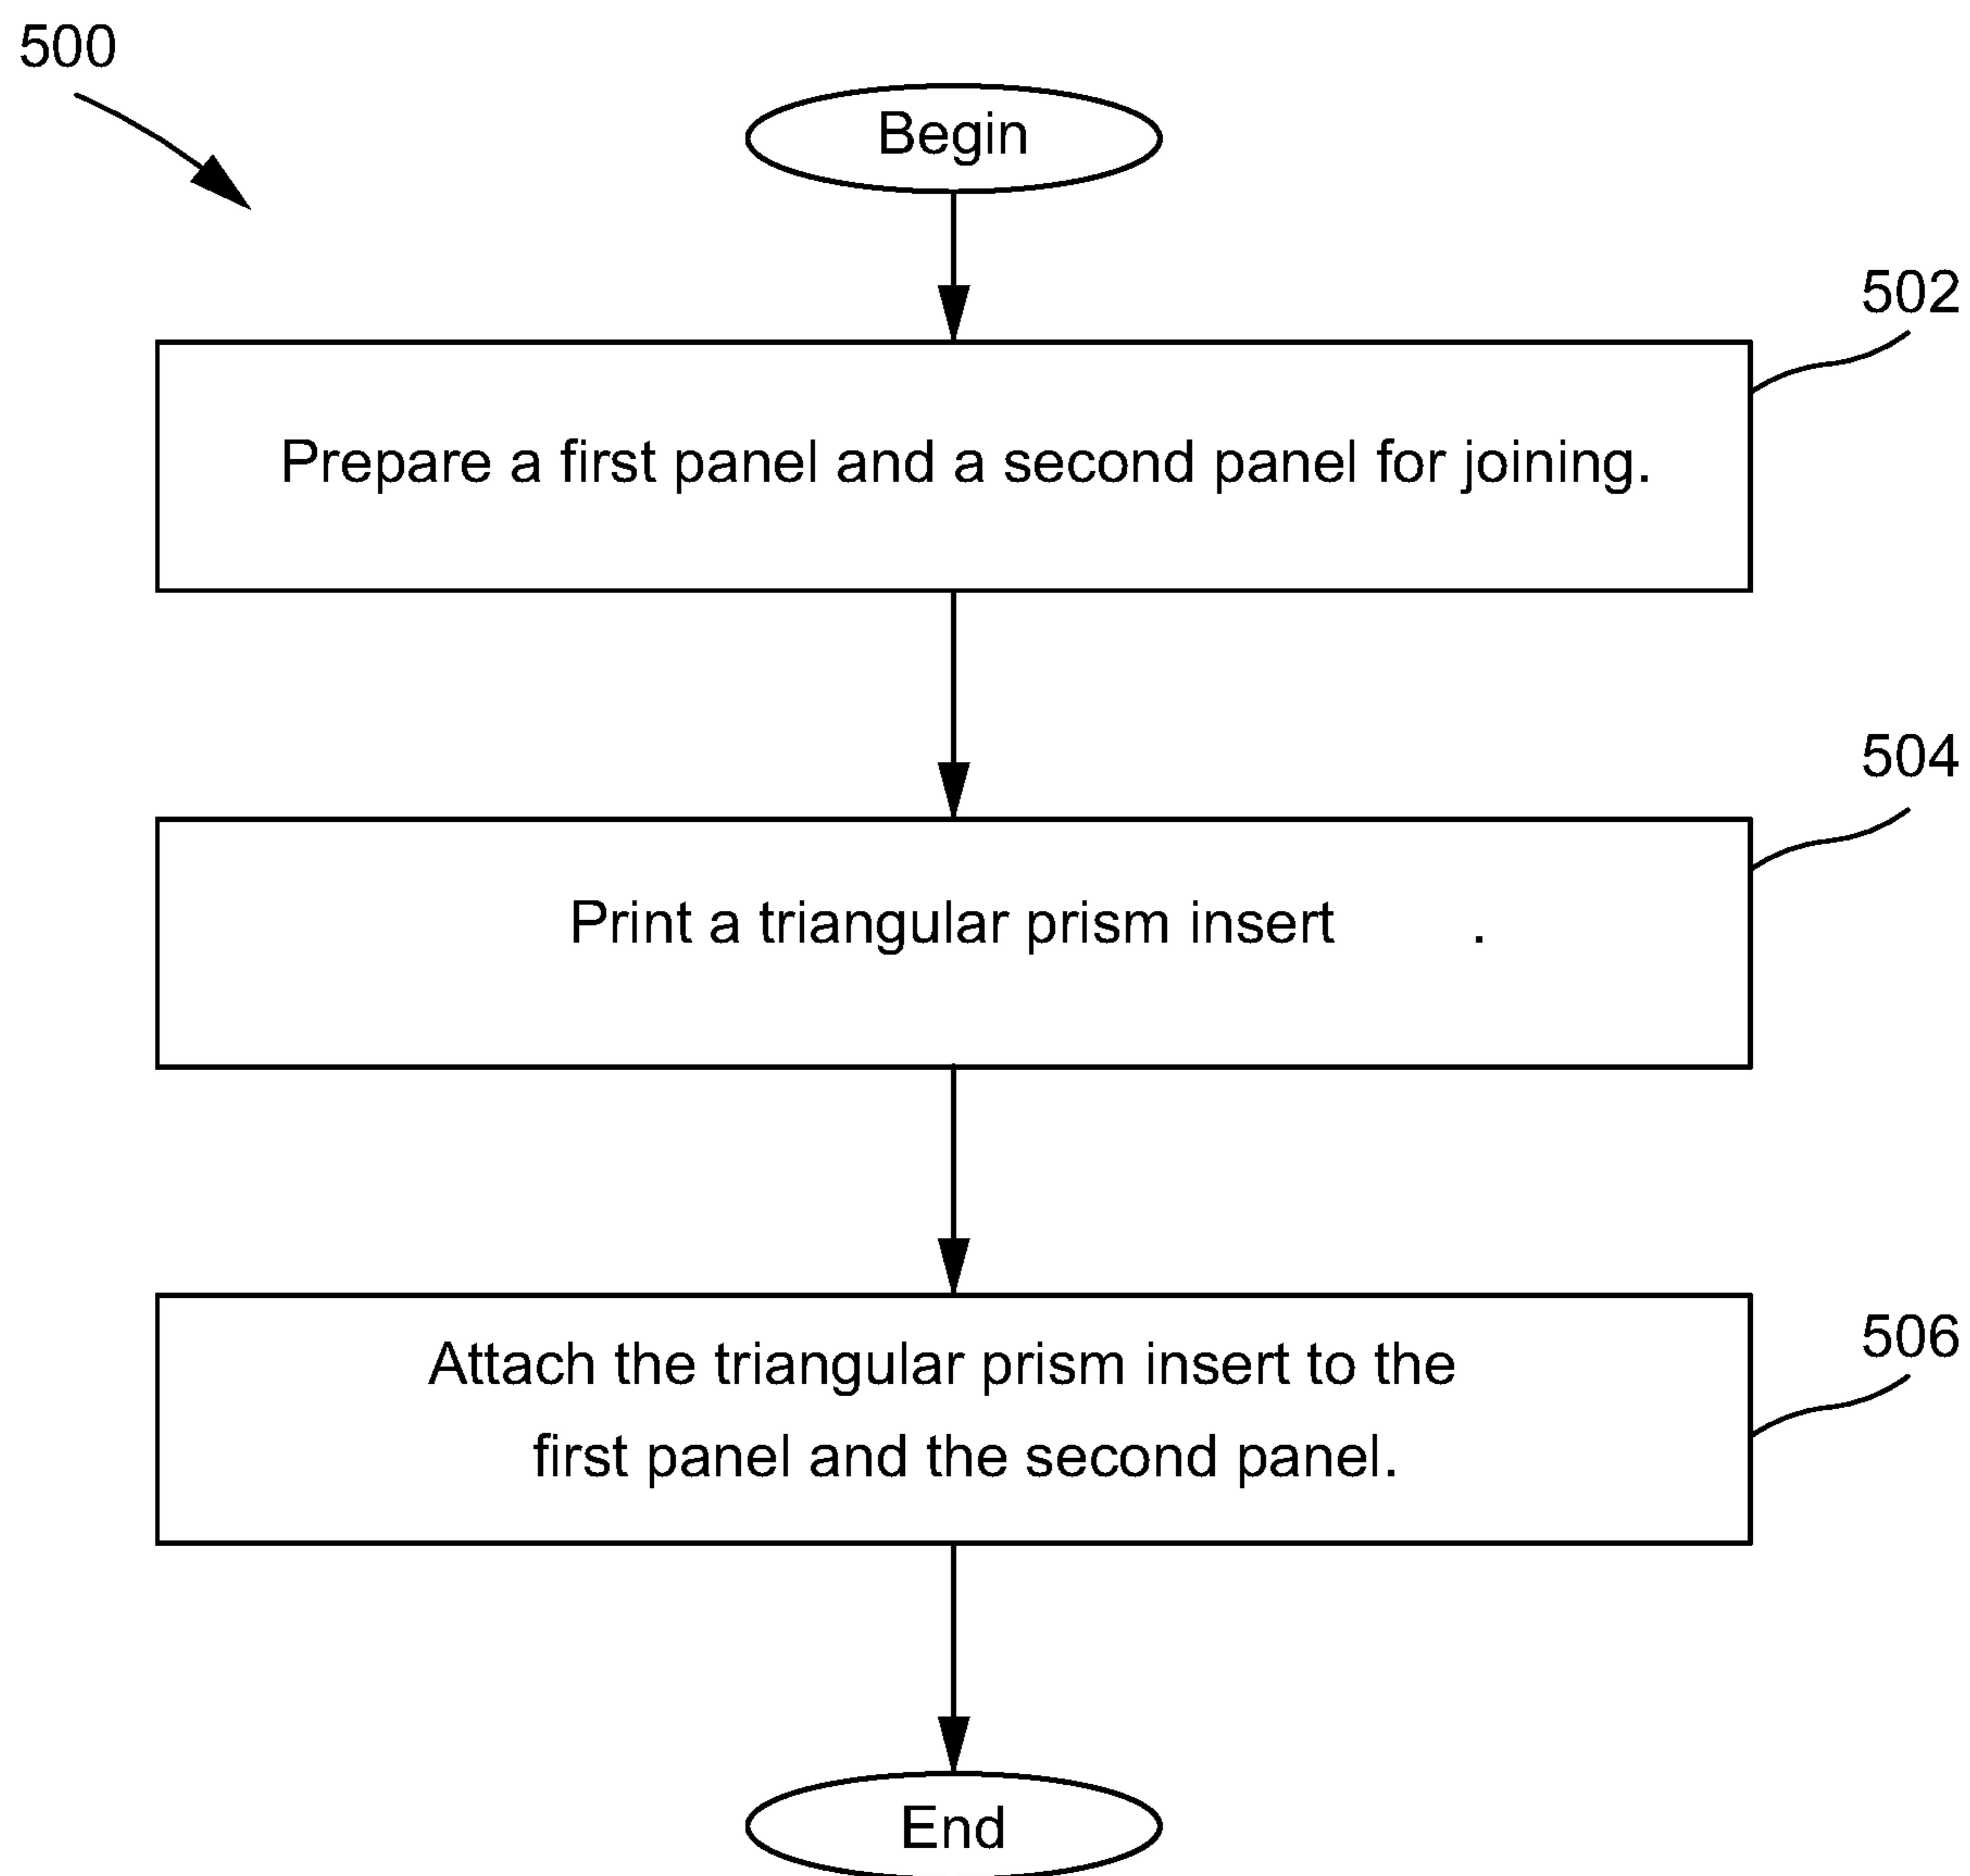 500
Begin
502
Prepare a first panel and a second panel for joining.
504
Print a triangular prism insert .
506
Attach the triangular prism insert to the
first panel and the second panel.
End